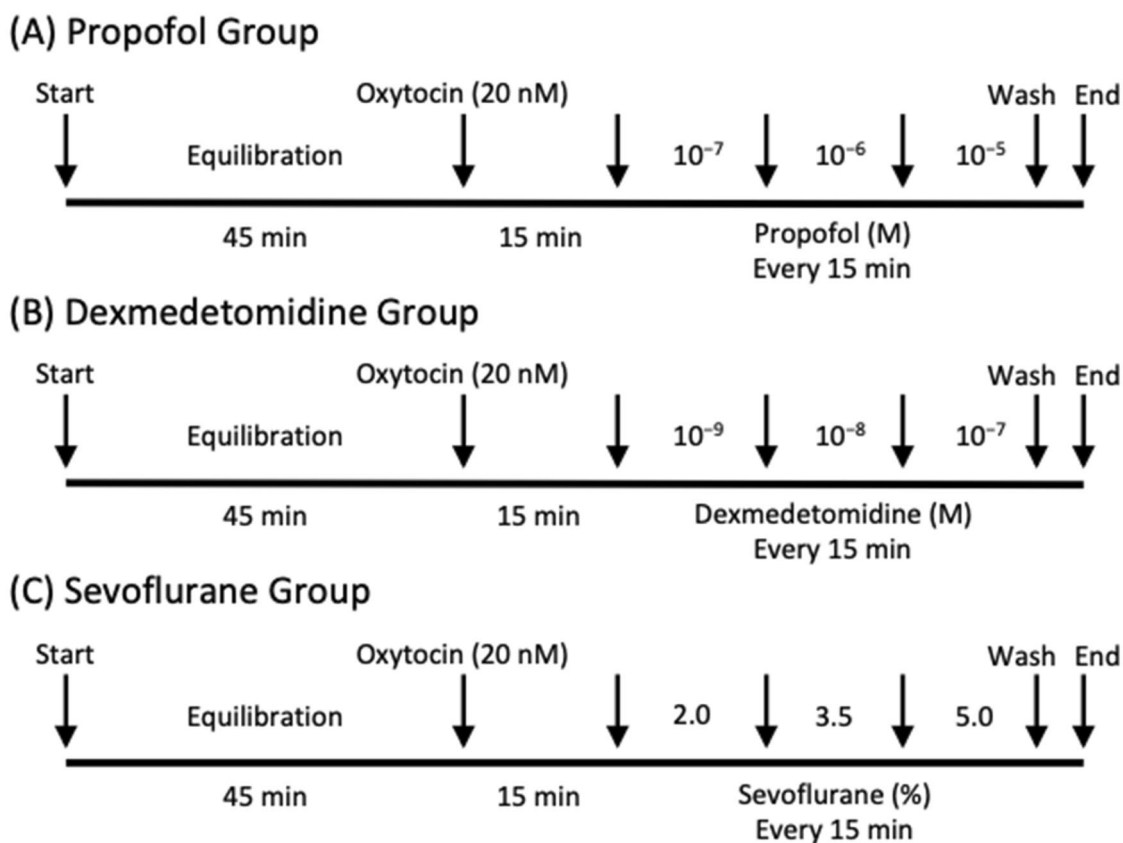 (A) Propofol Group
Start Oxytocin (20 nM) Wash End
Equilibration 10⁻⁷ 10⁻⁶ 10⁻⁵
45 min 15 min Propofol (M)
Every 15 min
(B) Dexmedetomidine Group
Start Oxytocin (20 nM) Wash End
Equilibration 10⁻⁹ 10⁻⁸ 10⁻⁷
45 min 15 min Dexmedetomidine (M)
Every 15 min
(C) Sevoflurane Group
Start Oxytocin (20 nM) Wash End
Equilibration 2.0 3.5 5.0
45 min 15 min Sevoflurane (%)
Every 15 min